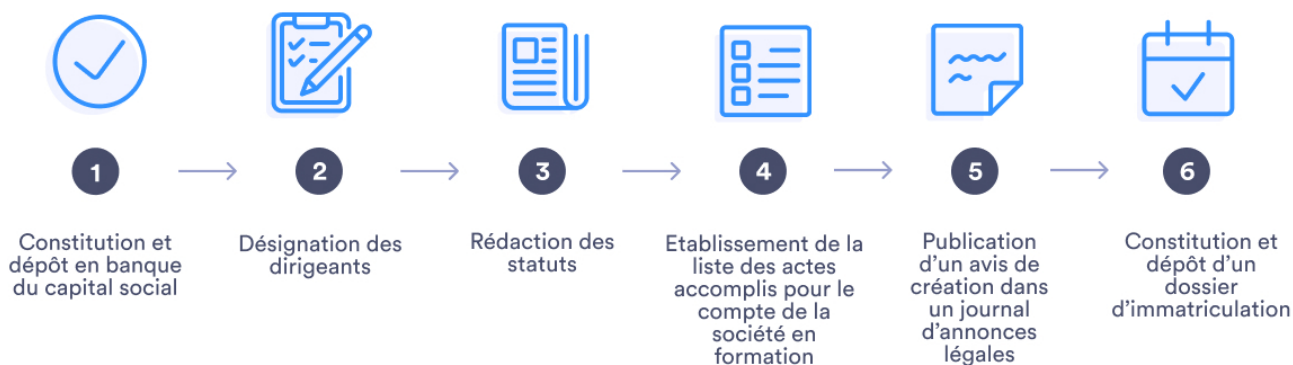 1
Constitution et
dépôt en banque
du capital social
2
Désignation des
dirigeants
3
Rédaction des
statuts
4
Etablissement de la
liste des actes
accomplis pour le
compte de la
société en
formation
5
Publication
d'un avis de
création dans
un journal
d'annonces
légales
6
Constitution et
dépôt d'un
dossier
d'immatriculation